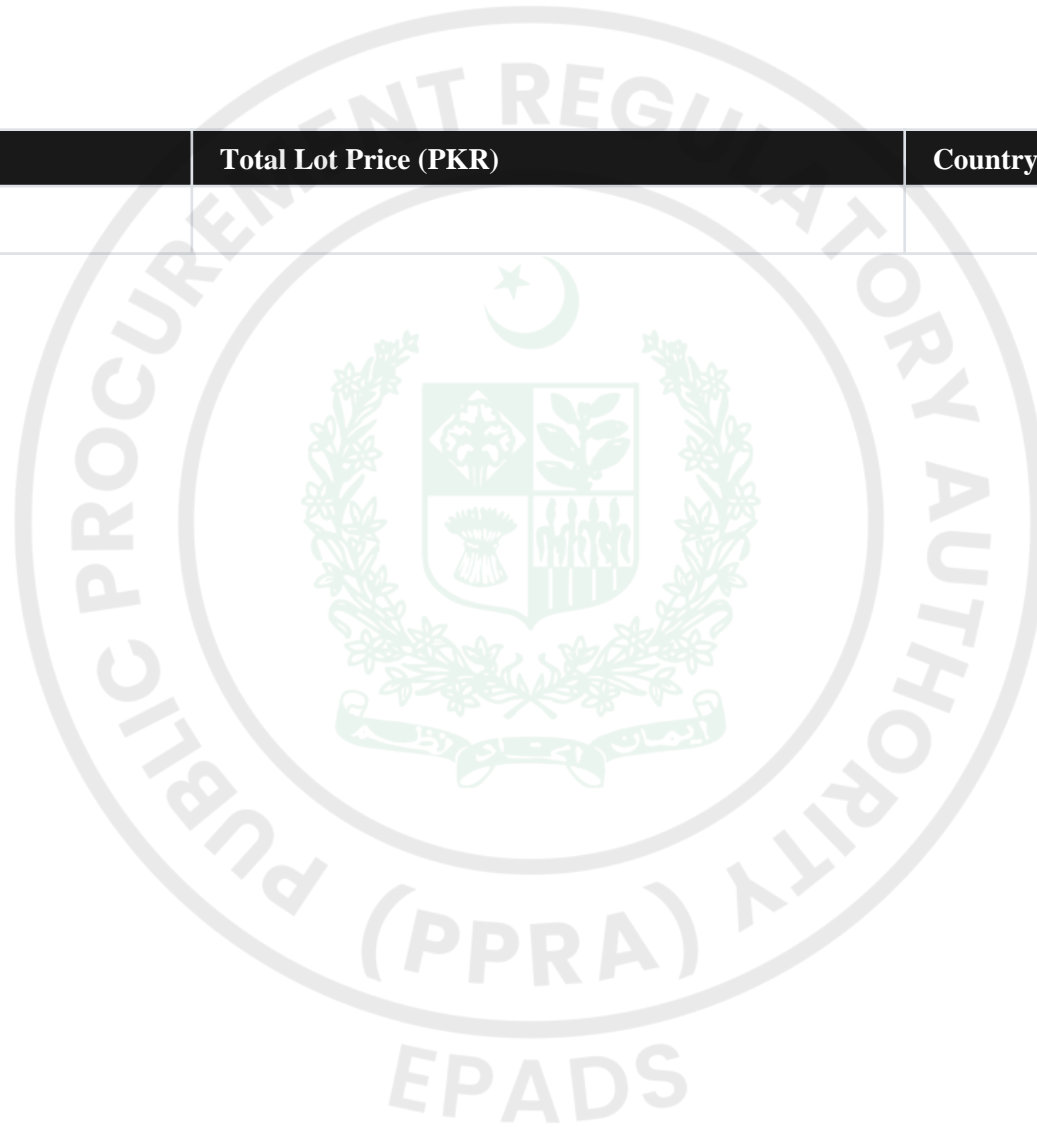 Total Lot Price (PKR) Country
PUBLIC PROCUREMENT REGULATORY AUTHORITY
(PPRA)
EPADS